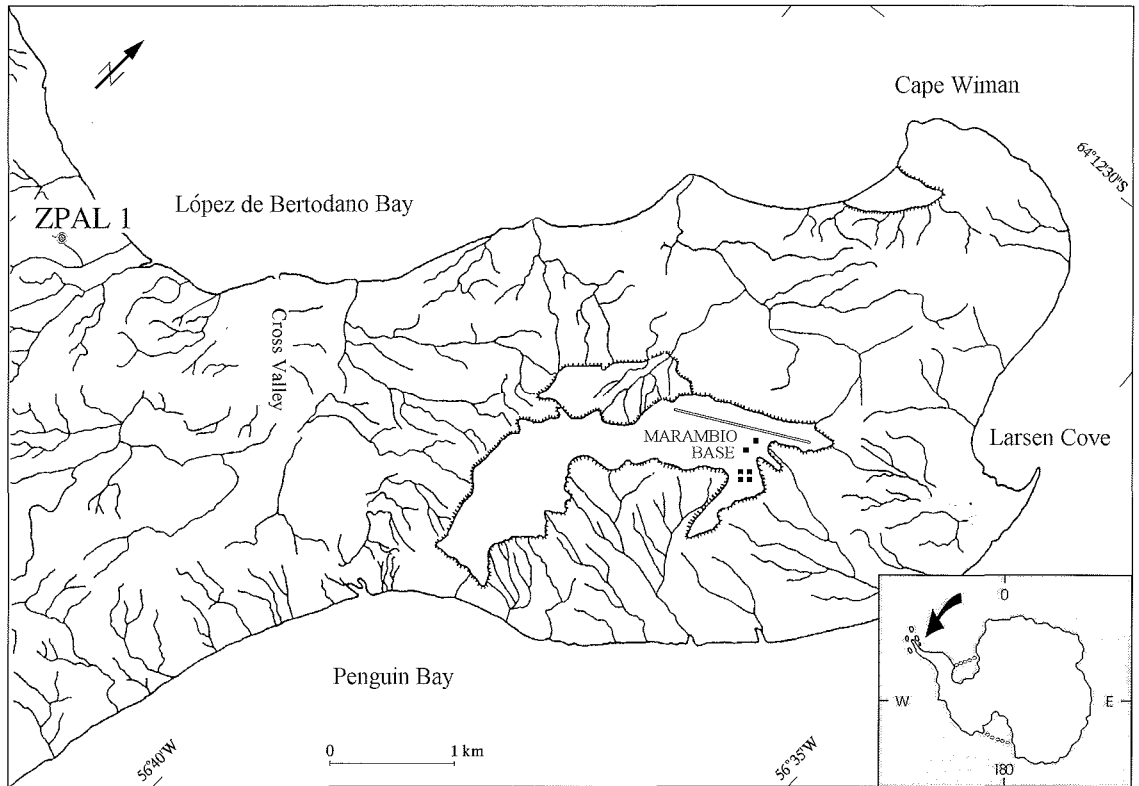 N
Cape Wiman
64°12'30"S
López de Bertodano Bay
ZPAL 1
Cross Valley
MARAMBIO
BASE
Larsen Cove
Penguin Bay
0 1 km
56°40'W
56°35'W
0
W
E
180